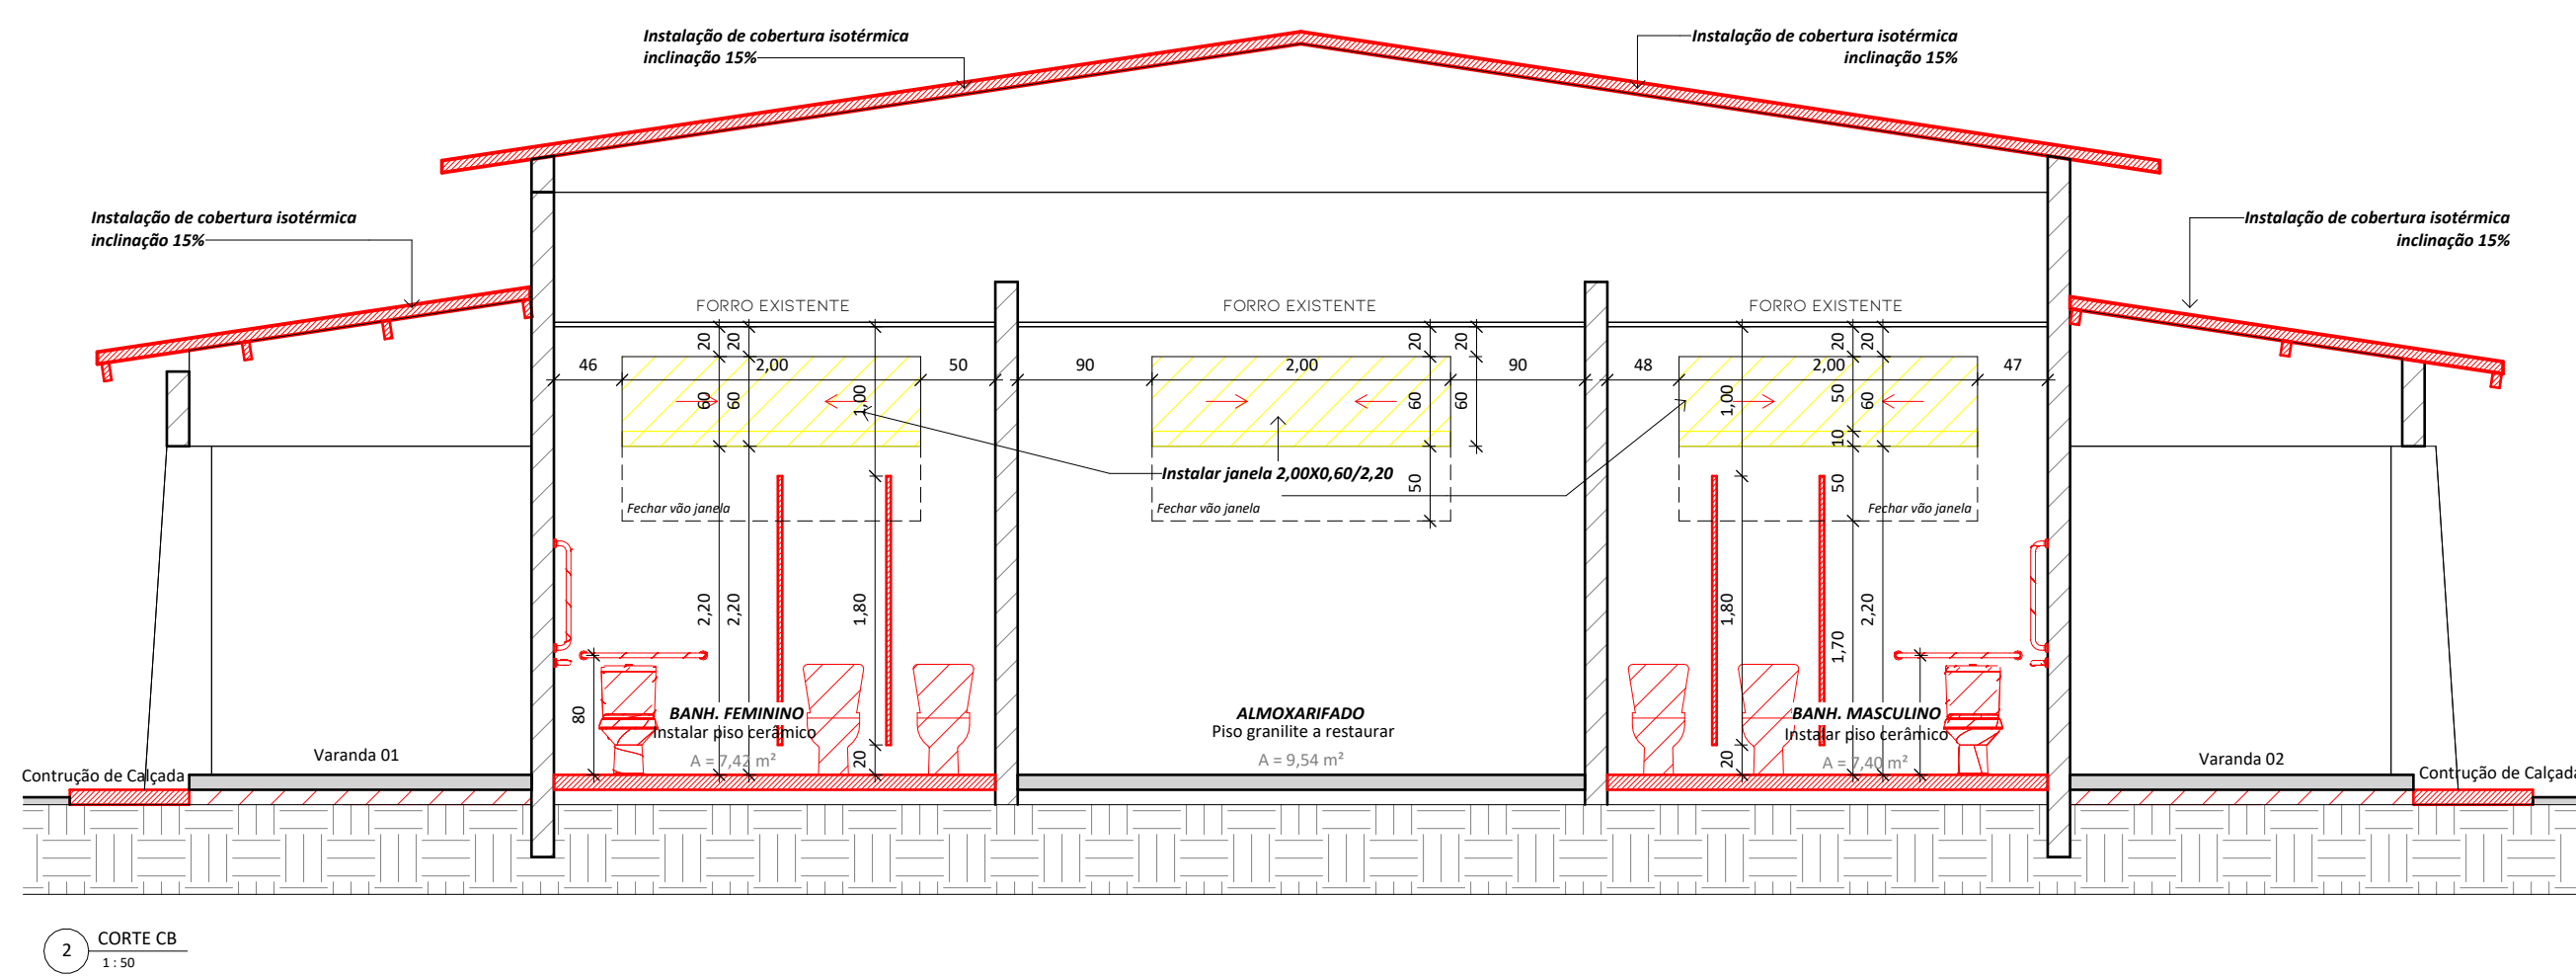 Instalação de cobertura isotérmica
inclinação 15%
Instalação de cobertura isotérmica
inclinação 15%
Instalação de cobertura isotérmica
inclinação 15%
Instalação de cobertura isotérmica
inclinação 15%
FORRO EXISTENTE
FORRO EXISTENTE
FORRO EXISTENTE
20
20
20
20
20
20
46
2,00
50
90
2,00
90
48
2,00
47
60
60
1,00
60
60
1,00
50
60
10
Instalar janela 2,00X0,60/2,20
50
50
Fechar vão janela
Fechar vão janela
Fechar vão janela
2,20
2,20
1,80
1,80
1,70
2,20
80
BANH. FEMININO
Instalar piso cerâmico
A = 7,42 m²
20
ALMOXARIFADO
Piso granilite a restaurar
A = 9,54 m²
BANH. MASCULINO
Instalar piso cerâmico
A = 7,40 m²
20
Varanda 01
Varanda 02
Contrução de Calçada
Contrução de Calçada
2
CORTE CB
1 : 50